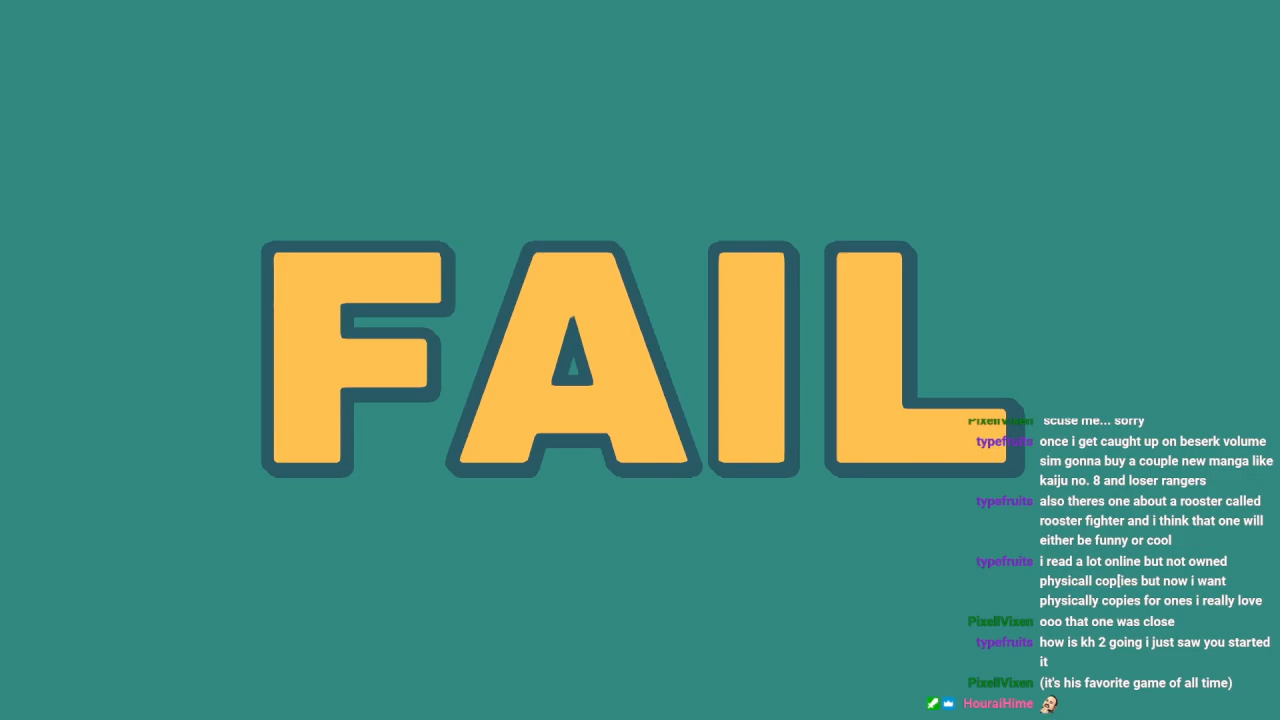 FAIL
PixellVixen scuse me... sorry
typefruits once i get caught up on beserk volume
sim gonna buy a couple new manga like
kaiju no. 8 and loser rangers
typefruits also theres one about a rooster called
rooster fighter and i think that one will
either be funny or cool
typefruits i read a lot online but not owned
physicall cop[ies but now i want
physically copies for ones i really love
PixellVixen ooo that one was close
typefruits how is kh 2 going i just saw you started
it
PixellVixen (it's his favorite game of all time)
HouraiHime